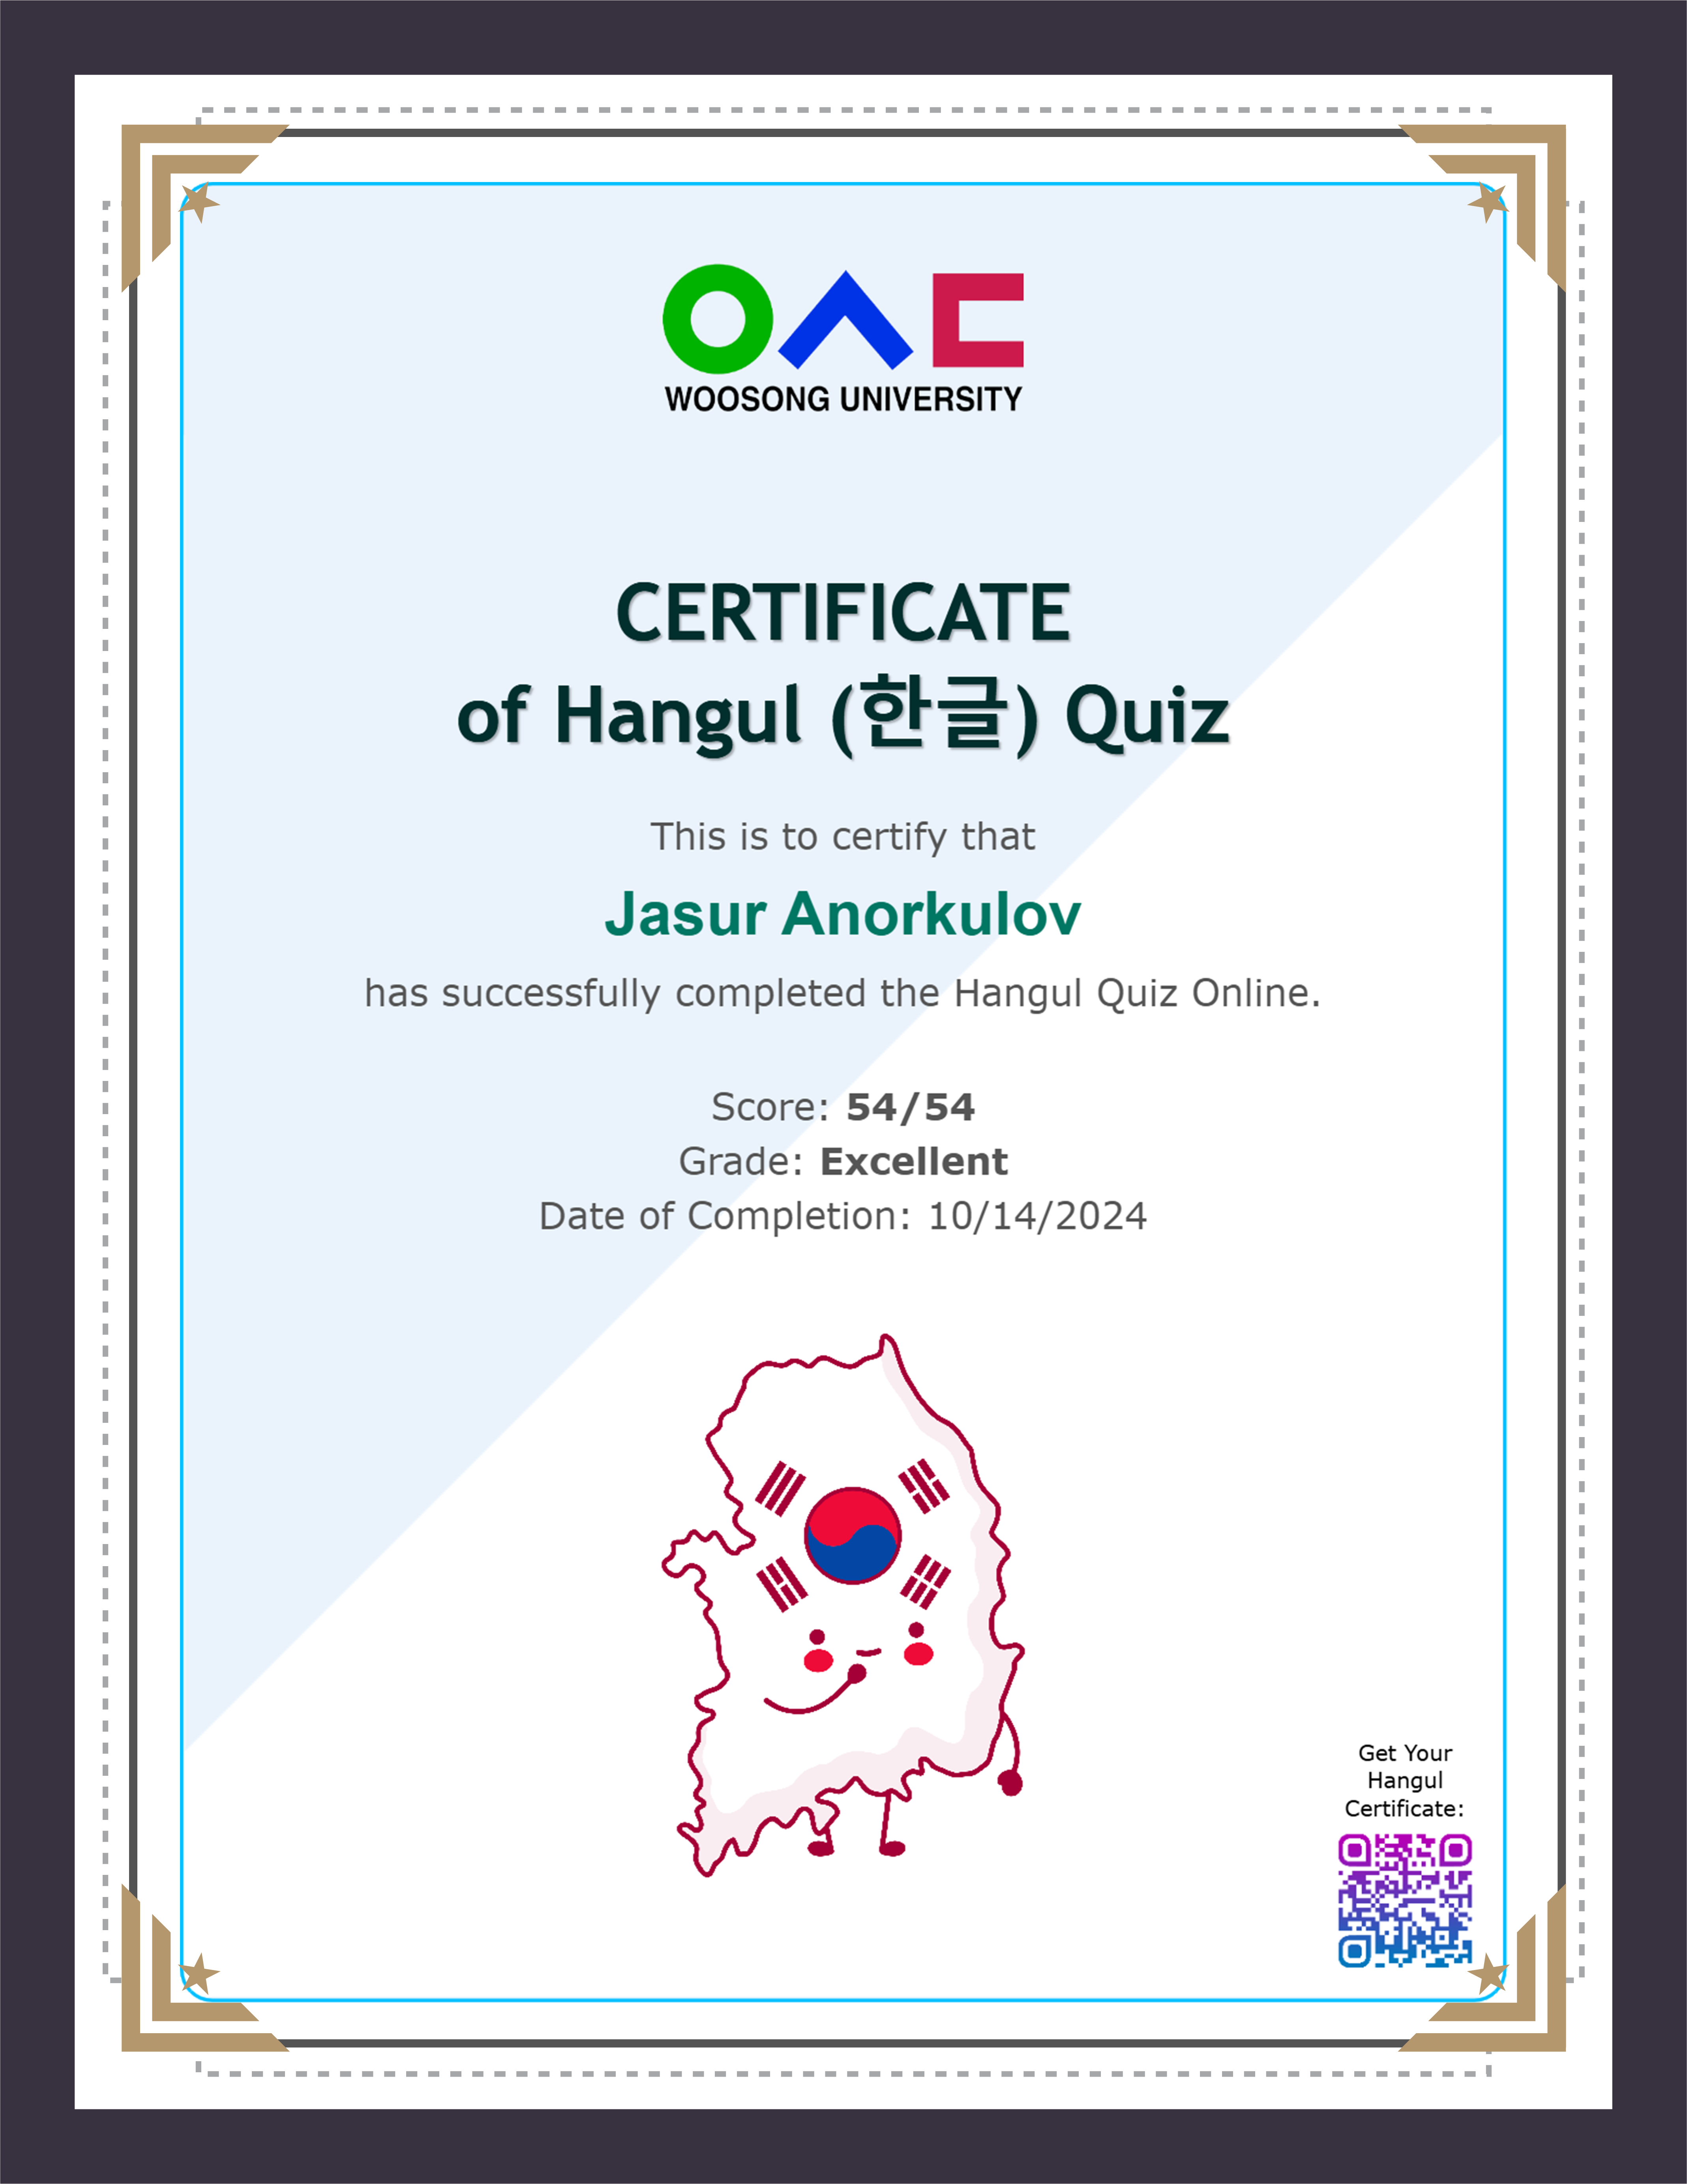 WOOSONG UNIVERSITY
CERTIFICATE
of Hangul (한글) Quiz
This is to certify that
Jasur Anorkulov
has successfully completed the Hangul Quiz Online.
Score: 54/54
Grade: Excellent
Date of Completion: 10/14/2024
Get Your
Hangul
Certificate: